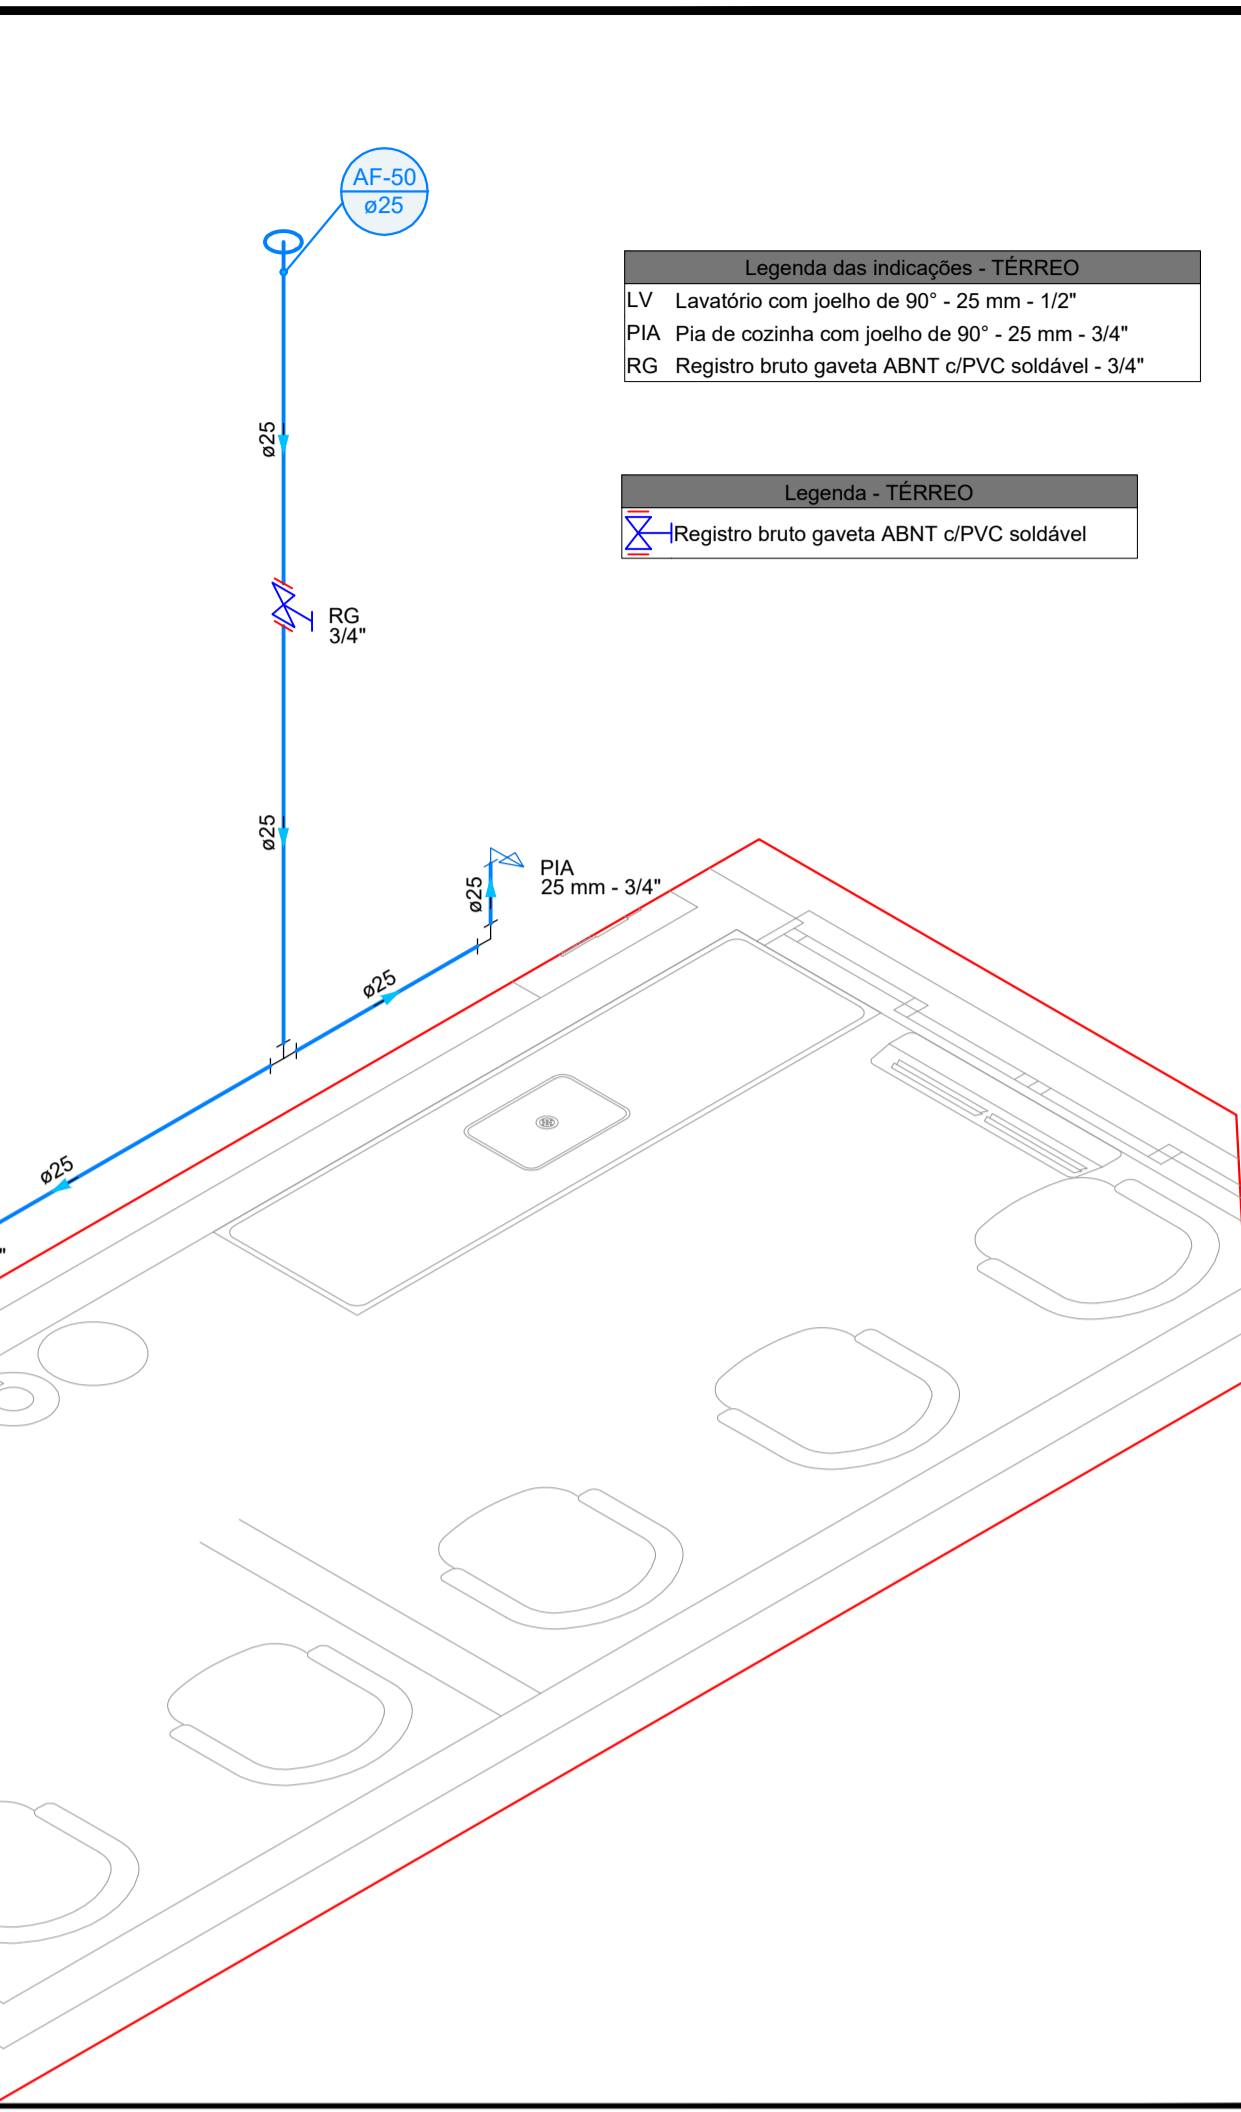 AF-50
ø25
Legenda das indicações - TÉRREO
LV Lavatório com joelho de 90° - 25 mm - 1/2"
PIA Pia de cozinha com joelho de 90° - 25 mm - 3/4"
RG Registro bruto gaveta ABNT c/PVC soldável - 3/4"
ø25
Legenda - TÉRREO
Registro bruto gaveta ABNT c/PVC soldável
RG
3/4"
ø25
PIA
25 mm - 3/4"
ø25
ø25
ø25
"